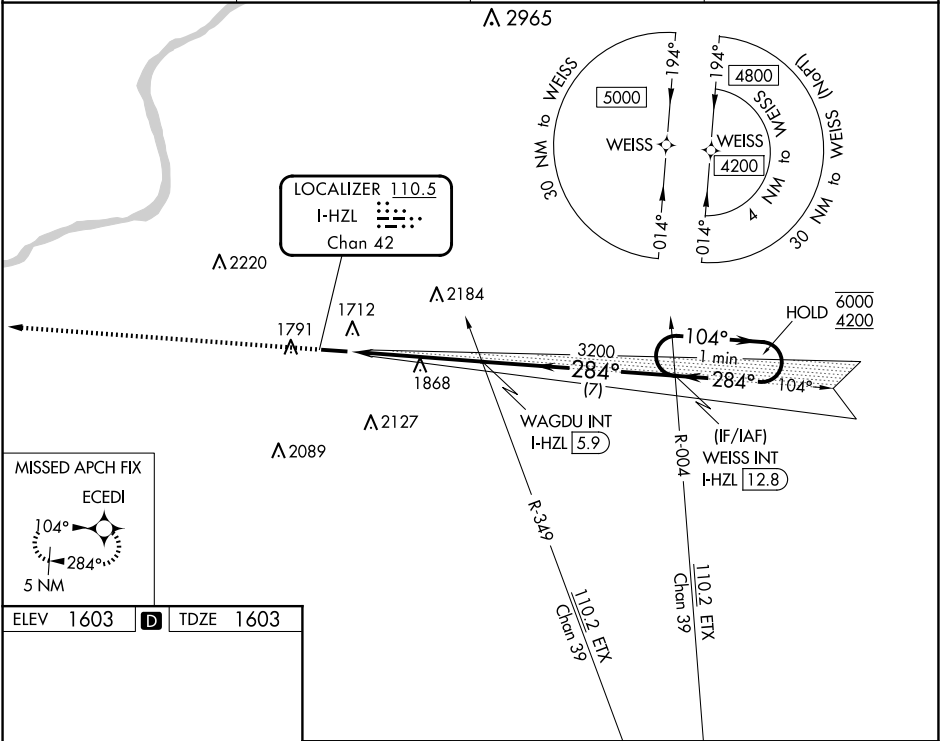 2965
30 NM to WEISS
5000
194°
WEISS
014°
194°
4800
WEISS
4200
014°
4 NM to WEISS
30 NM to WEISS (NoPT)
LOCALIZER 110.5
I-HZL
Chan 42
2220
1712
2184
1791
1868
3200
284°
(7)
104°
1 min
284°
104°
HOLD
6000
4200
2127
2089
WAGDU INT
I-HZL 5.9
(IF/IAF)
WEISS INT
I-HZL 12.8
R-349
R-004
110.2 ETX
Chan 39
110.2 ETX
Chan 39
MISSED APCH FIX
ECEDI
104°
284°
5 NM
ELEV 1603 D TDZE 1603